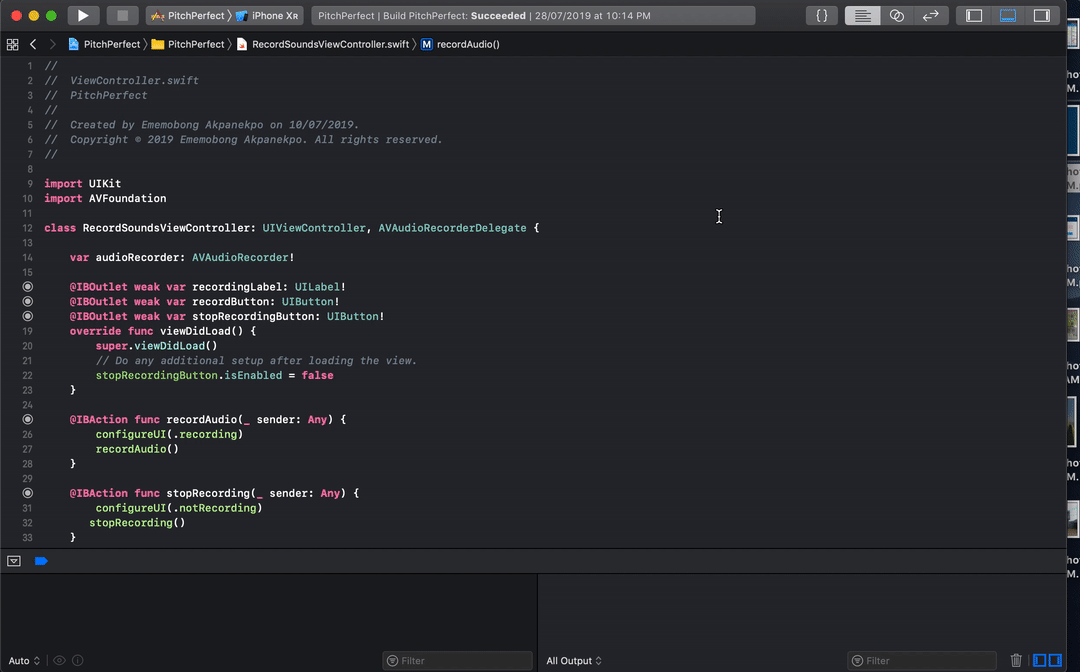 PitchPerfect 〉 iPhone XR
PitchPerfect | Build PitchPerfect: Succeeded | 28/07/2019 at 10:14 PM
{ }
PitchPerfect 〉 PitchPerfect 〉 RecordSoundsViewController.swift 〉 M recordAudio()
1 //
2 //  ViewController.swift
3 //  PitchPerfect
4 //
5 //  Created by Ememobong Akpanekpo on 10/07/2019.
6 //  Copyright © 2019 Ememobong Akpanekpo. All rights reserved.
7 //
8
9 import UIKit
10 import AVFoundation
11
12 class RecordSoundsViewController: UIViewController, AVAudioRecorderDelegate {
13
14     var audioRecorder: AVAudioRecorder!
15
@IBOutlet weak var recordingLabel: UILabel!
@IBOutlet weak var recordButton: UIButton!
@IBOutlet weak var stopRecordingButton: UIButton!
19     override func viewDidLoad() {
20         super.viewDidLoad()
21         // Do any additional setup after loading the view.
22         stopRecordingButton.isEnabled = false
23     }
24
@IBAction func recordAudio(_ sender: Any) {
26         configureUI(.recording)
27         recordAudio()
28     }
29
@IBAction func stopRecording(_ sender: Any) {
31         configureUI(.notRecording)
32        stopRecording()
33     }
Auto
Filter
All Output
Filter